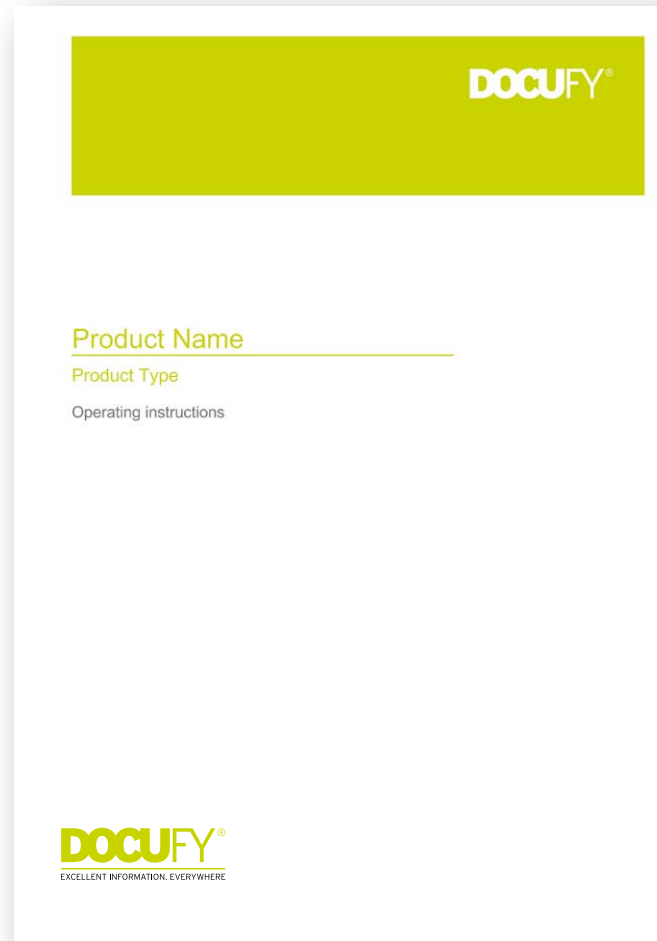 DOCUFY®
Product Name
Product Type
Operating instructions
DOCUFY®
EXCELLENT INFORMATION. EVERYWHERE